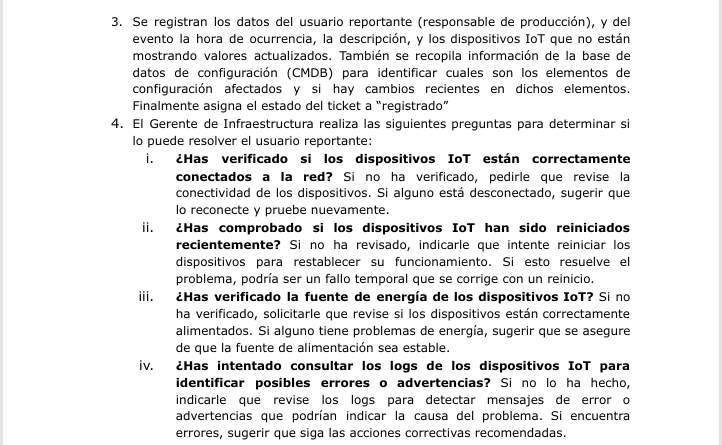 3. Se registran los datos del usuario reportante (responsable de producción), y del
evento la hora de ocurrencia, la descripción, y los dispositivos IoT que no están
mostrando valores actualizados. También se recopila información de la base de
datos de configuración (CMDB) para identificar cuales son los elementos de
configuración afectados y si hay cambios recientes en dichos elementos.
Finalmente asigna el estado del ticket a “registrado”
4. El Gerente de Infraestructura realiza las siguientes preguntas para determinar si
lo puede resolver el usuario reportante:
i. ¿Has verificado si los dispositivos IoT están correctamente
conectados a la red? Si no ha verificado, pedirle que revise la
conectividad de los dispositivos. Si alguno está desconectado, sugerir que
lo reconecte y pruebe nuevamente.
ii. ¿Has comprobado si los dispositivos IoT han sido reiniciados
recientemente? Si no ha revisado, indicarle que intente reiniciar los
dispositivos para restablecer su funcionamiento. Si esto resuelve el
problema, podría ser un fallo temporal que se corrige con un reinicio.
iii. ¿Has verificado la fuente de energía de los dispositivos IoT? Si no
ha verificado, solicitarle que revise si los dispositivos están correctamente
alimentados. Si alguno tiene problemas de energía, sugerir que se asegure
de que la fuente de alimentación sea estable.
iv. ¿Has intentado consultar los logs de los dispositivos IoT para
identificar posibles errores o advertencias? Si no lo ha hecho,
indicarle que revise los logs para detectar mensajes de error o
advertencias que podrían indicar la causa del problema. Si encuentra
errores, sugerir que siga las acciones correctivas recomendadas.